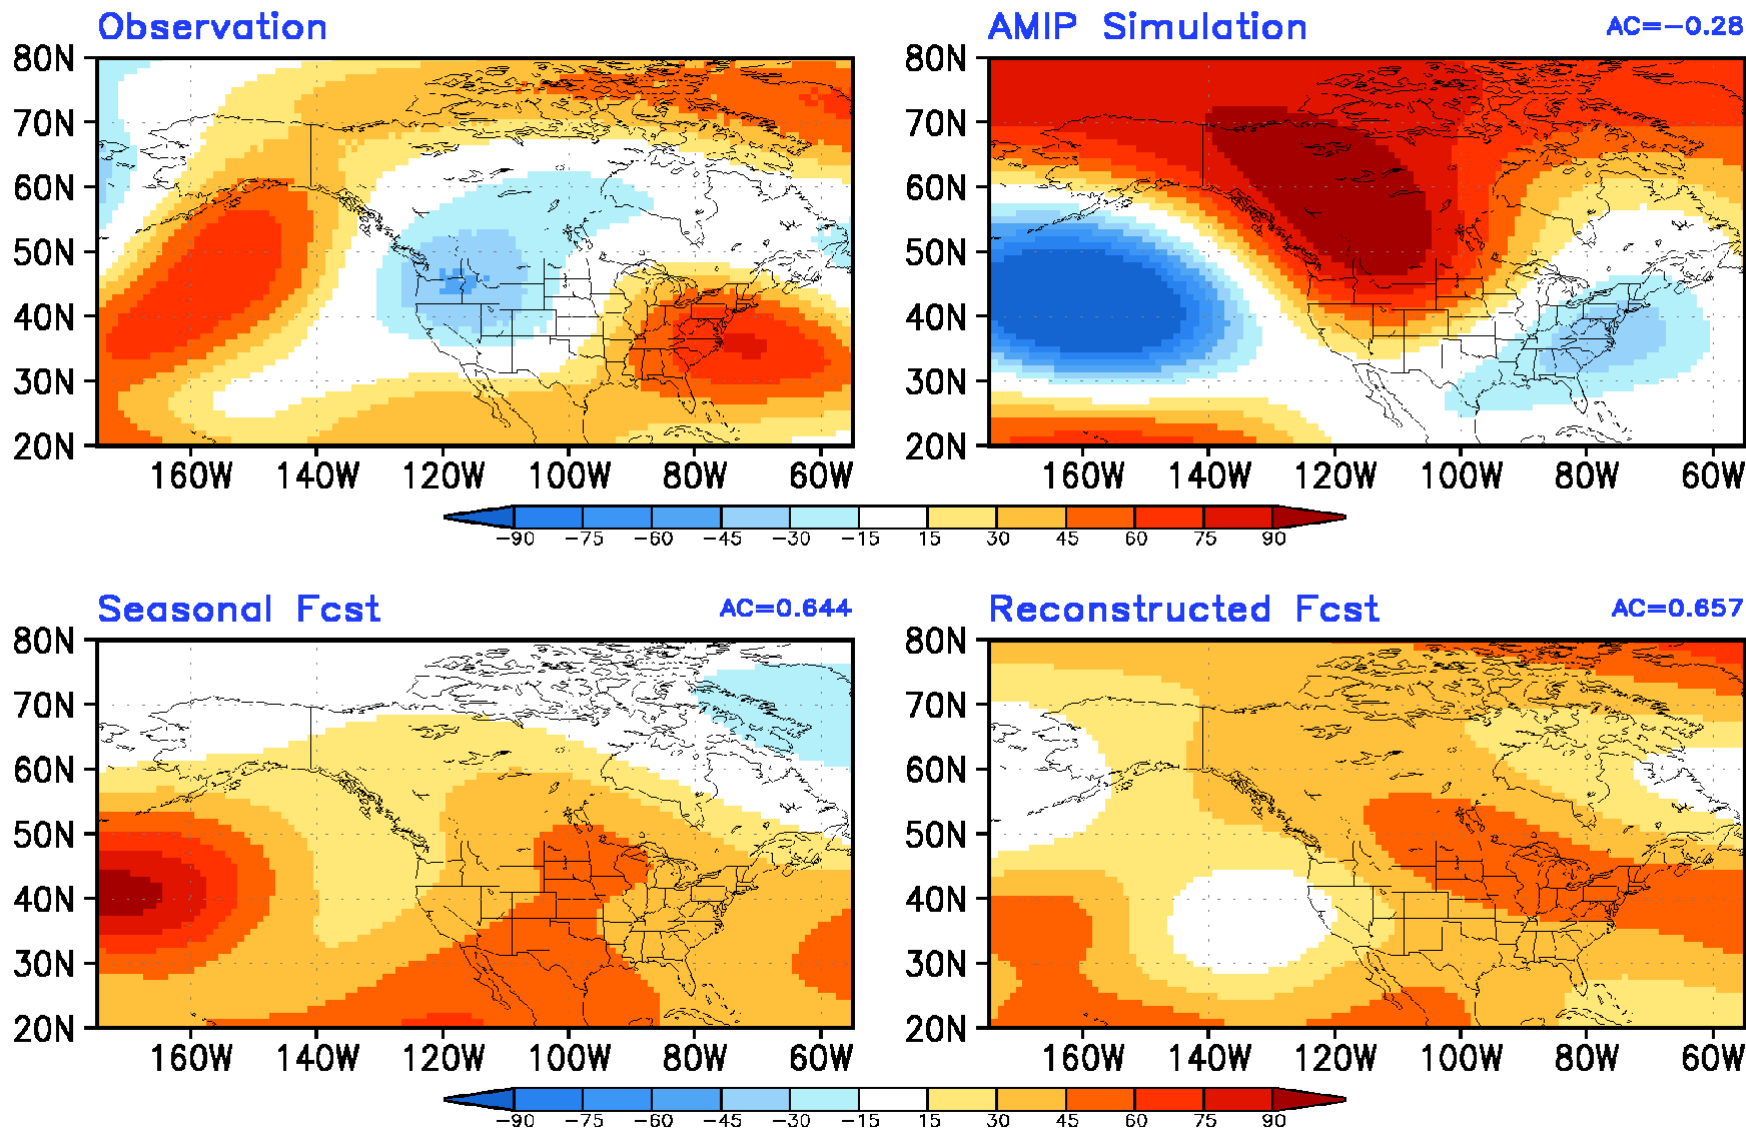 Observation
AMIP Simulation AC=−0.28
80N 80N
70N 70N
60N 60N
50N 50N
40N 40N
30N 30N
20N 20N
160W 140W 120W 100W 80W 60W 160W 140W 120W 100W 80W 60W
−90 −75 −60 −45 −30 −15 15 30 45 60 75 90
Seasonal Fcst AC=0.644
Reconstructed Fcst AC=0.657
80N 80N
70N 70N
60N 60N
50N 50N
40N 40N
30N 30N
20N 20N
160W 140W 120W 100W 80W 60W 160W 140W 120W 100W 80W 60W
−90 −75 −60 −45 −30 −15 15 30 45 60 75 90